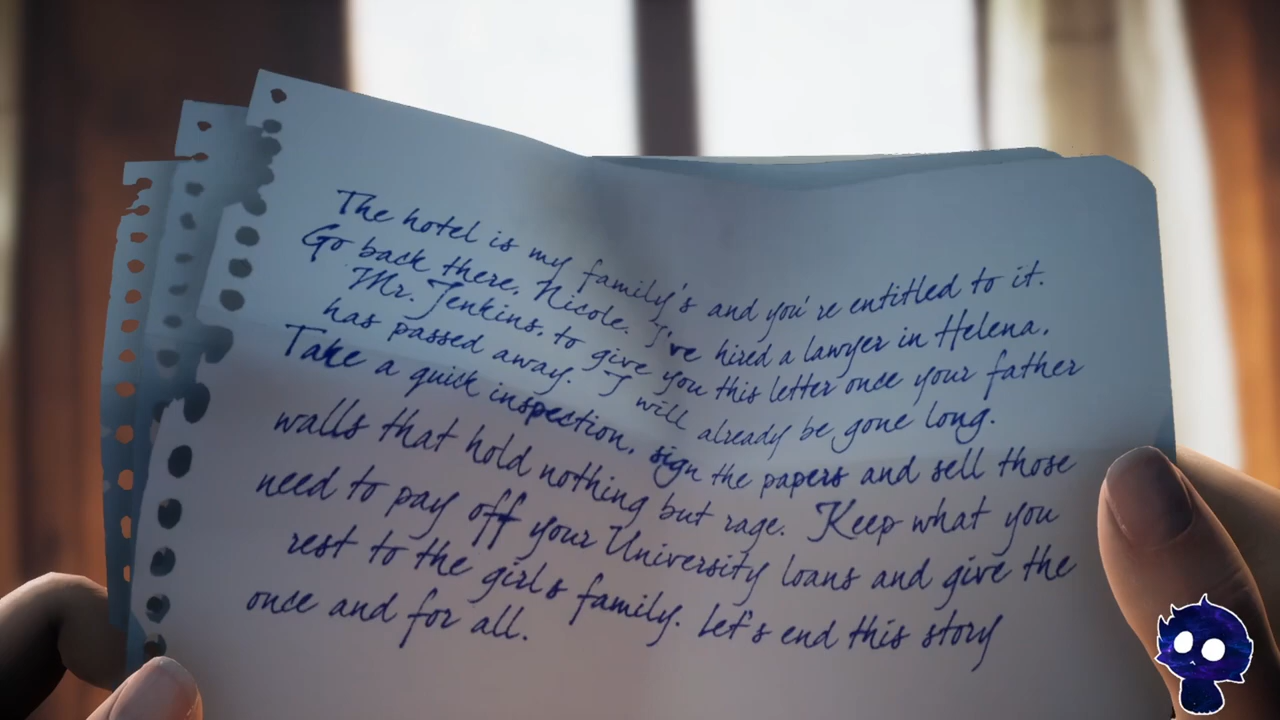 The hotel is my family's and you're entitled to it.
Go back there, Nicole. I've hired a lawyer in Helena,
Mr. Jenkins, to give you this letter once your father
has passed away. I will already be gone long.
Take a quick inspection, sign the papers and sell those
walls that hold nothing but rage. Keep what you
need to pay off your University loans and give the
rest to the girls family. Let's end this story
once and for all.